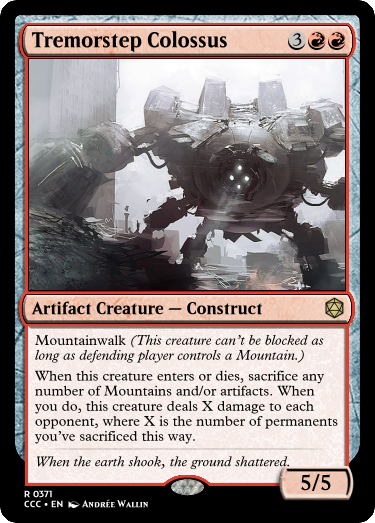 Tremorstep Colossus 3
Artifact Creature — Construct
Mountainwalk (This creature can't be blocked as
long as defending player controls a Mountain.)
When this creature enters or dies, sacrifice any
number of Mountains and/or artifacts. When
you do, this creature deals X damage to each
opponent, where X is the number of permanents
you've sacrificed this way.
When the earth shook, the ground shattered.
5/5
R 0371
CCC • EN Andrée Wallin